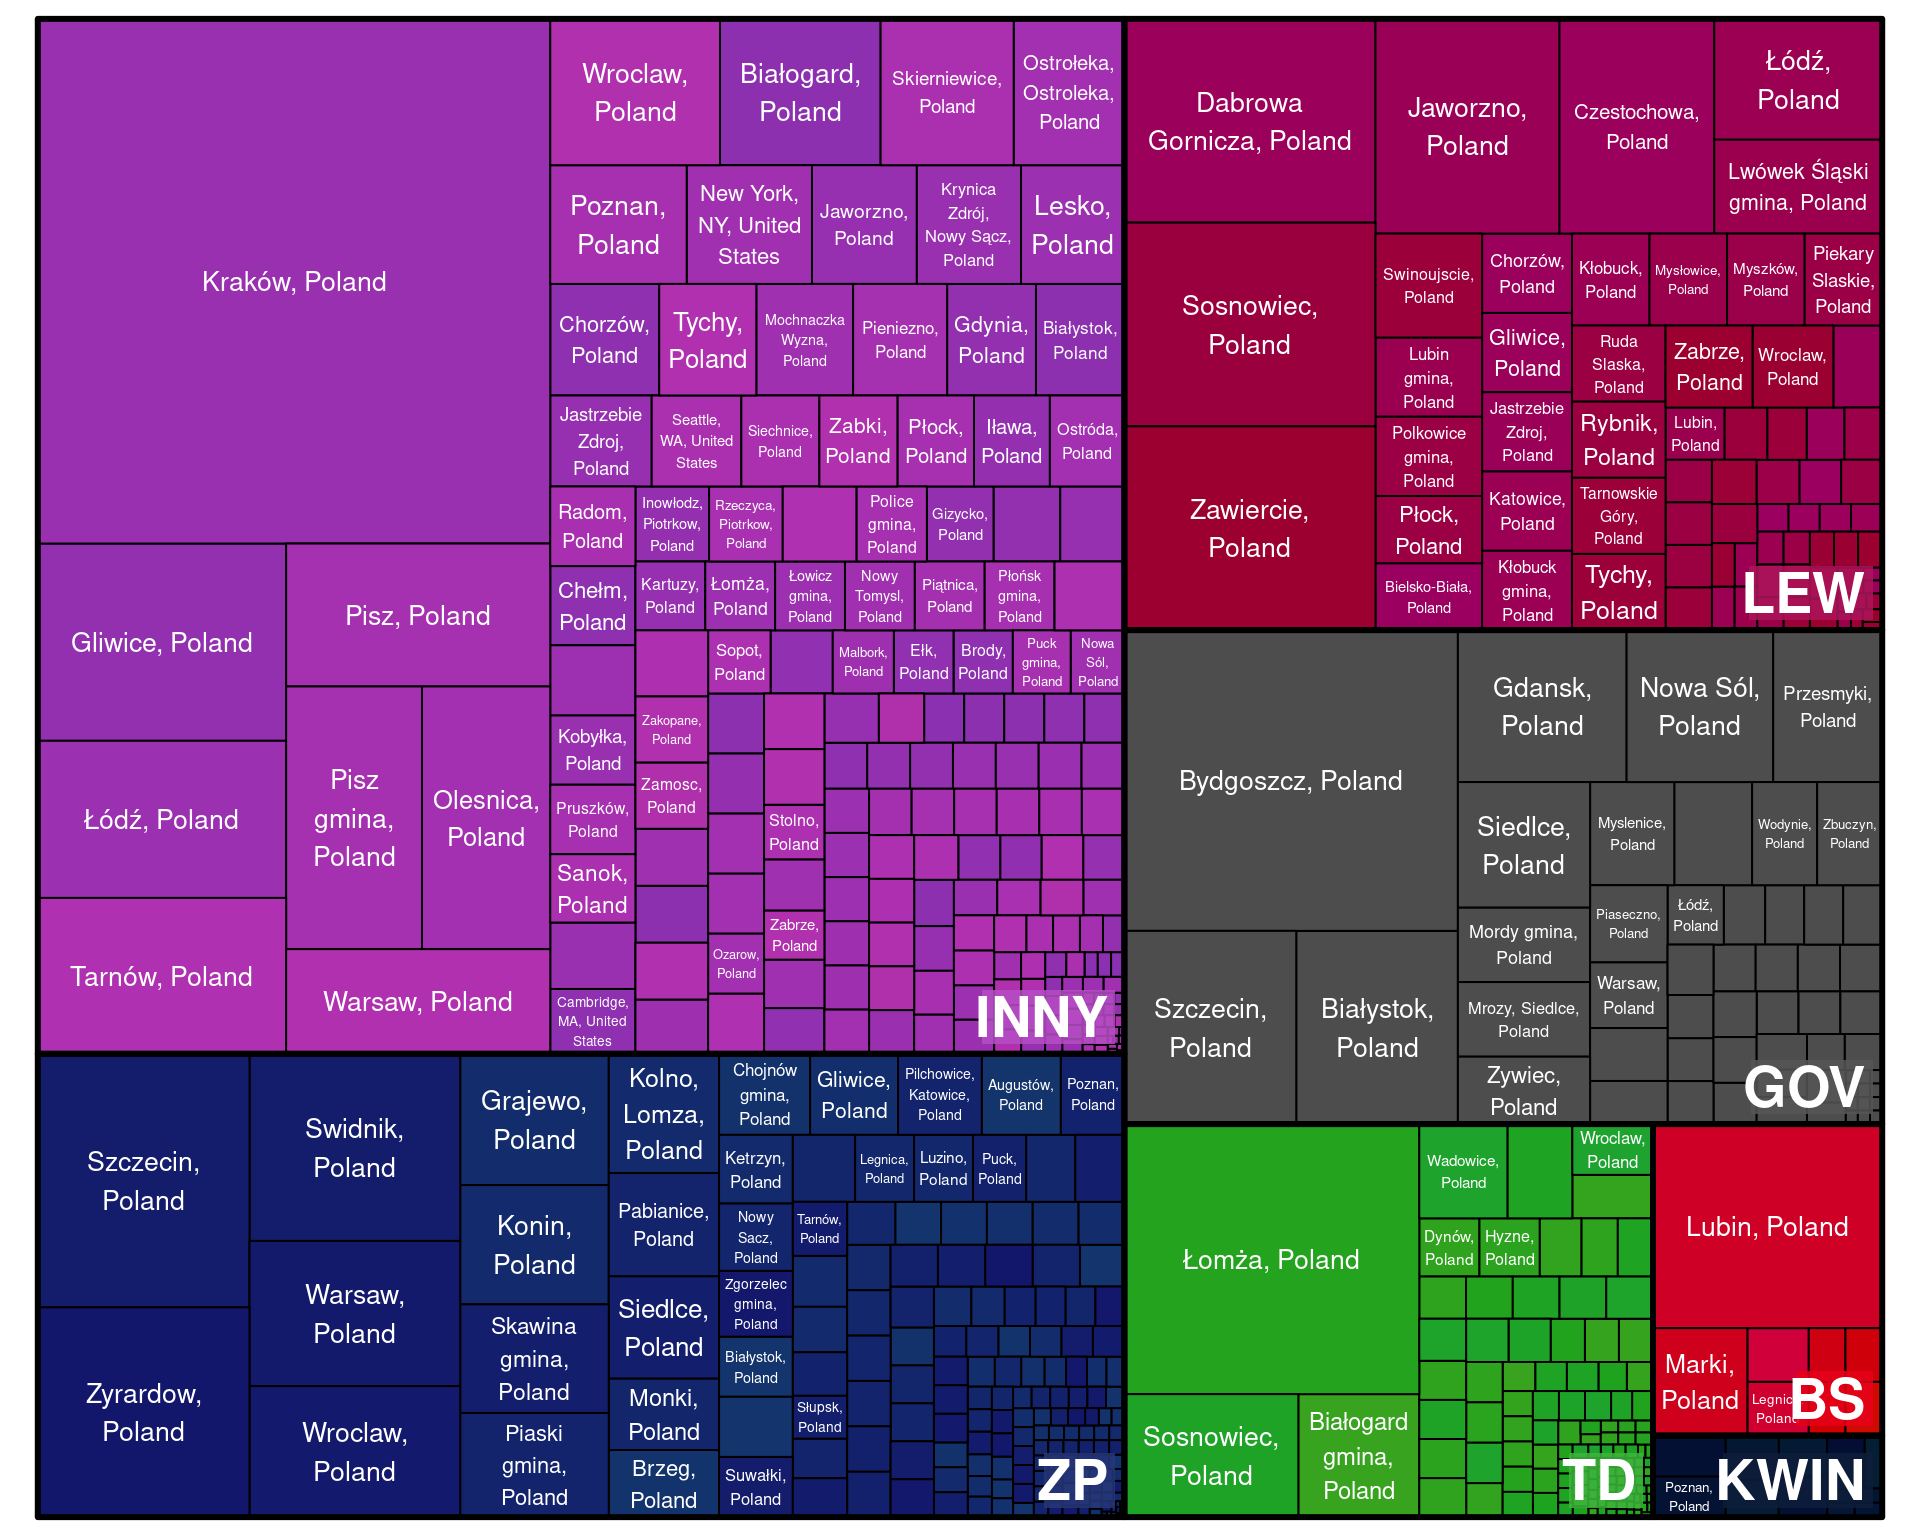 Kraków, Poland
Gliwice, Poland
Łódź, Poland
Tarnów, Poland
Pisz, Poland
Pisz
gmina,
Poland
Olesnica,
Poland
Warsaw, Poland
Wroclaw,
Poland
Białogard,
Poland
Skierniewice,
Poland
Ostrołeka,
Ostroleka,
Poland
Poznan,
Poland
New York,
NY, United
States
Jaworzno,
Poland
Krynica
Zdrój,
Nowy Sącz,
Poland
Lesko,
Poland
Chorzów,
Poland
Tychy,
Poland
Mochnaczka
Wyzna,
Poland
Pieniezno,
Poland
Gdynia,
Poland
Białystok,
Poland
Jastrzebie
Zdroj,
Poland
Seattle,
WA, United
States
Siechnice,
Poland
Zabki,
Poland
Płock,
Poland
Iława,
Poland
Ostróda,
Poland
Radom,
Poland
Inowłodz,
Piotrkow,
Poland
Rzeczyca,
Piotrkow,
Poland
Police
gmina,
Poland
Gizycko,
Poland
Chełm,
Poland
Kartuzy,
Poland
Łomża,
Poland
Łowicz
gmina,
Poland
Nowy
Tomysl,
Poland
Piątnica,
Poland
Płońsk
gmina,
Poland
Sopot,
Poland
Malbork,
Poland
Ełk,
Poland
Brody,
Poland
Puck
gmina,
Poland
Nowa
Sól,
Poland
Kobyłka,
Poland
Zakopane,
Poland
Pruszków,
Poland
Zamosc,
Poland
Stolno,
Poland
Sanok,
Poland
Zabrze,
Poland
Ozarow,
Poland
Cambridge,
MA, United
States
INNY
Dabrowa
Gornicza, Poland
Sosnowiec,
Poland
Zawiercie,
Poland
Jaworzno,
Poland
Czestochowa,
Poland
Łódź,
Poland
Lwówek Śląski
gmina, Poland
Swinoujscie,
Poland
Chorzów,
Poland
Kłobuck,
Poland
Mysłowice,
Poland
Myszków,
Poland
Piekary
Slaskie,
Poland
Lubin
gmina,
Poland
Gliwice,
Poland
Ruda
Slaska,
Poland
Zabrze,
Poland
Wroclaw,
Poland
Polkowice
gmina,
Poland
Jastrzebie
Zdroj,
Poland
Rybnik,
Poland
Lubin,
Poland
Płock,
Poland
Katowice,
Poland
Tarnowskie
Góry,
Poland
Bielsko-Biała,
Poland
Kłobuck
gmina,
Poland
Tychy,
Poland
LEW
Bydgoszcz, Poland
Szczecin,
Poland
Białystok,
Poland
Gdansk,
Poland
Nowa Sól,
Poland
Przesmyki,
Poland
Siedlce,
Poland
Myslenice,
Poland
Wodynie,
Poland
Zbuczyn,
Poland
Mordy gmina,
Poland
Piaseczno,
Poland
Łódź,
Poland
Mrozy, Siedlce,
Poland
Warsaw,
Poland
Zywiec,
Poland
GOV
Szczecin,
Poland
Zyrardow,
Poland
Swidnik,
Poland
Warsaw,
Poland
Wroclaw,
Poland
Grajewo,
Poland
Konin,
Poland
Skawina
gmina,
Poland
Piaski
gmina,
Poland
Kolno,
Lomza,
Poland
Pabianice,
Poland
Siedlce,
Poland
Monki,
Poland
Brzeg,
Poland
Chojnów
gmina,
Poland
Gliwice,
Poland
Pilchowice,
Katowice,
Poland
Augustów,
Poland
Poznan,
Poland
Ketrzyn,
Poland
Legnica,
Poland
Luzino,
Poland
Puck,
Poland
Nowy
Sacz,
Poland
Tarnów,
Poland
Zgorzelec
gmina,
Poland
Białystok,
Poland
Słupsk,
Poland
Suwałki,
Poland
ZP
Łomża, Poland
Sosnowiec,
Poland
Białogard
gmina,
Poland
Wadowice,
Poland
Wroclaw,
Poland
Dynów,
Poland
Hyzne,
Poland
TD
Lubin, Poland
Marki,
Poland
BS
Poznan,
Poland
KWIN